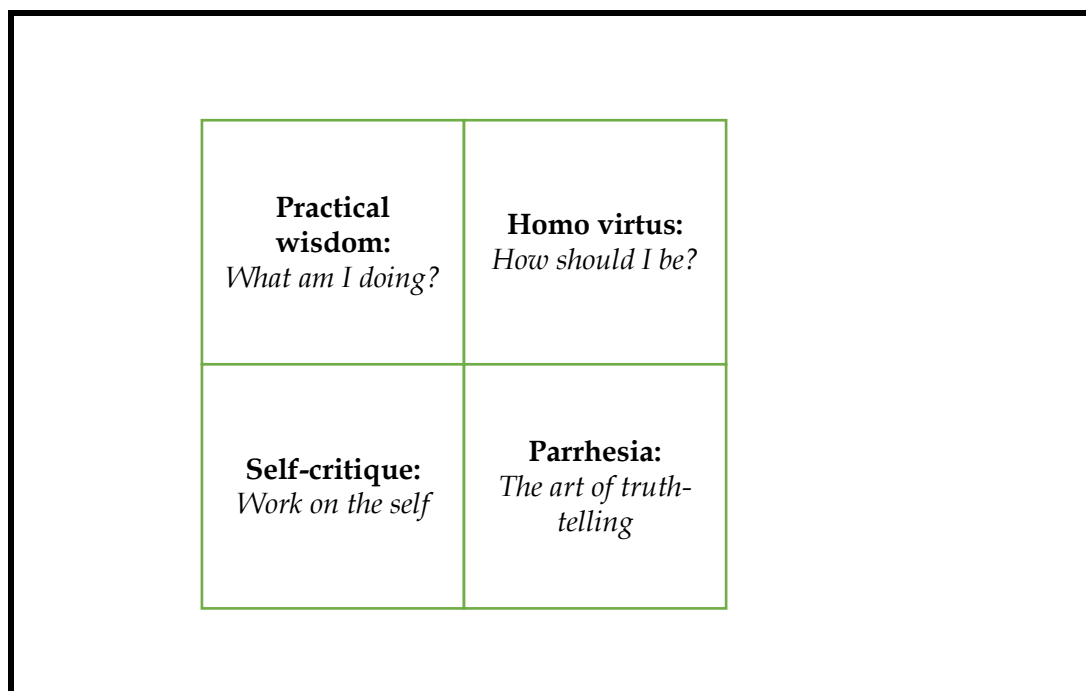 Practical
wisdom:
What am I doing?
Homo virtus:
How should I be?
Self-critique:
Work on the self
Parrhesia:
The art of truth-
telling